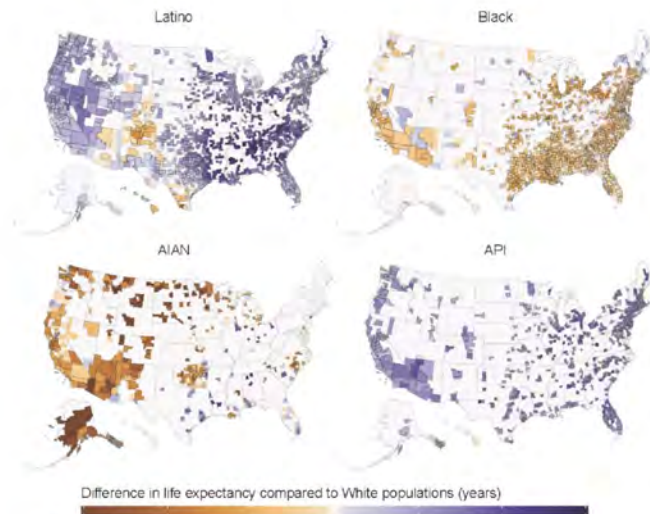 Latino
Black
AIAN
API
Difference in life expectancy compared to White populations (years)